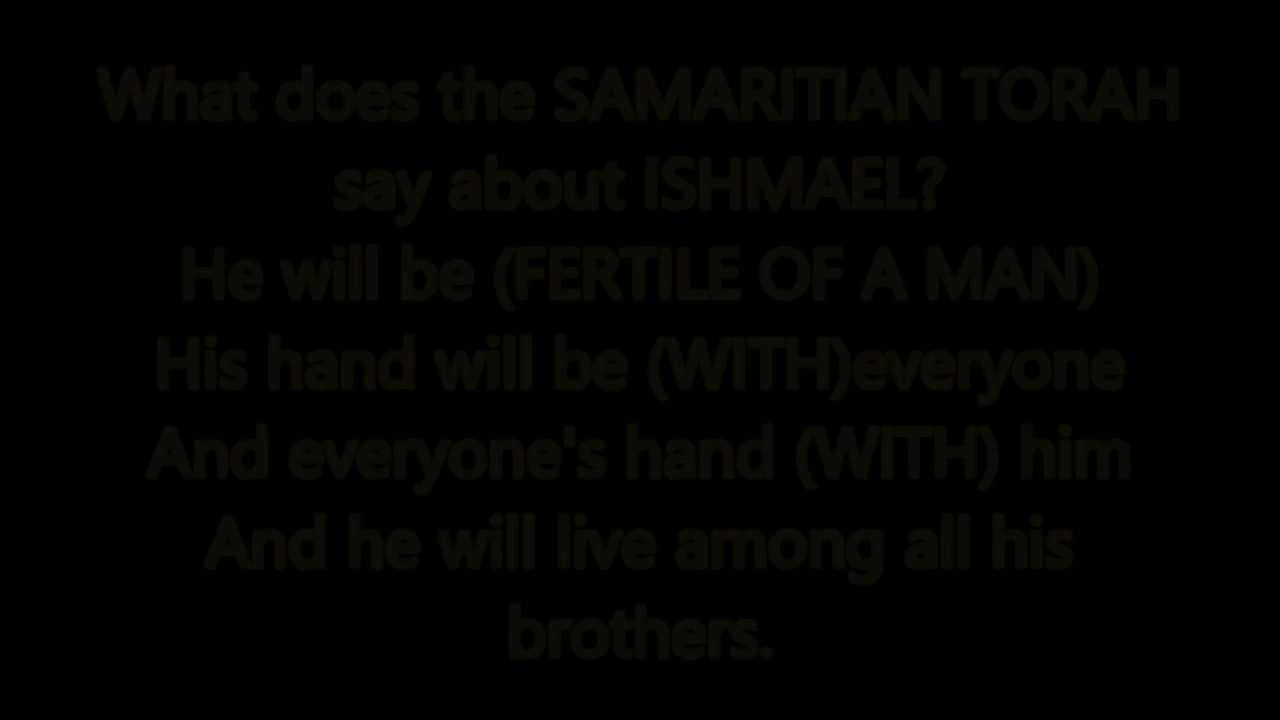 What does the SAMARITIAN TORAH
say about ISHMAEL?
He will be (FERTILE OF A MAN)
His hand will be (WITH)everyone
And everyone's hand (WITH) him
And he will live among all his
brothers.